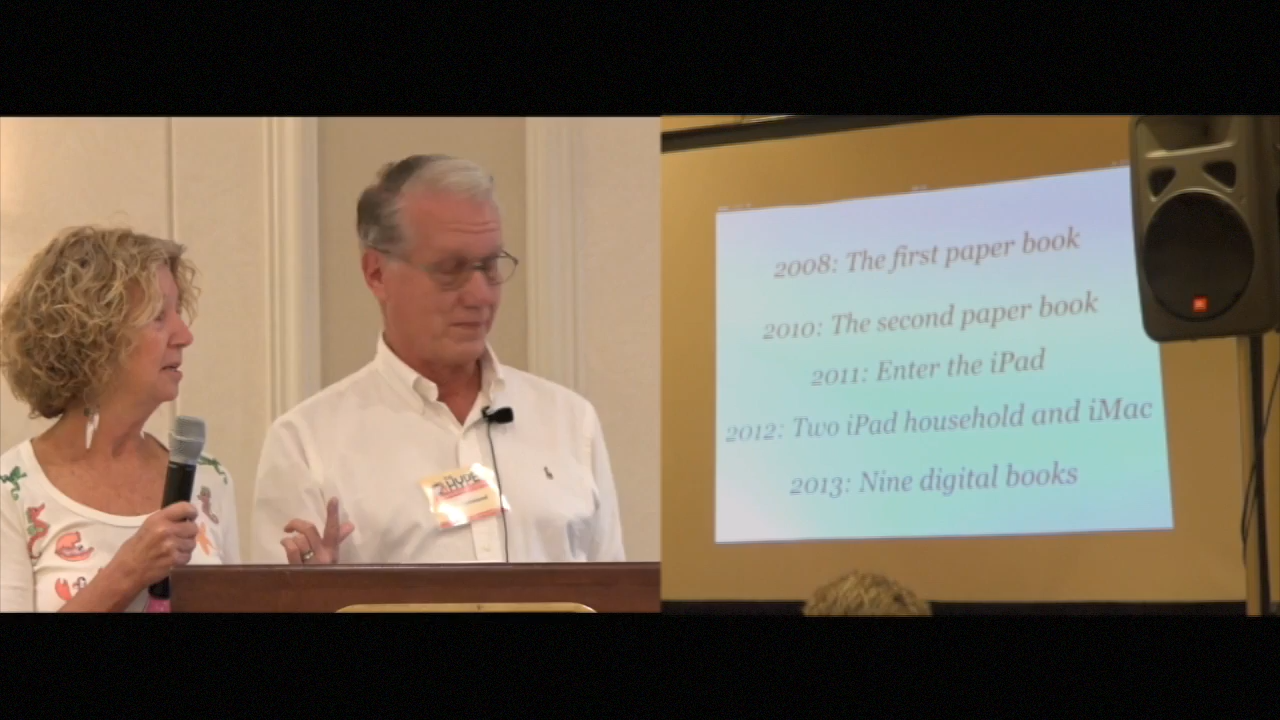 HYPE
2008: The first paper book
2010: The second paper book
2011: Enter the iPad
2012: Two iPad household and iMac
2013: Nine digital books